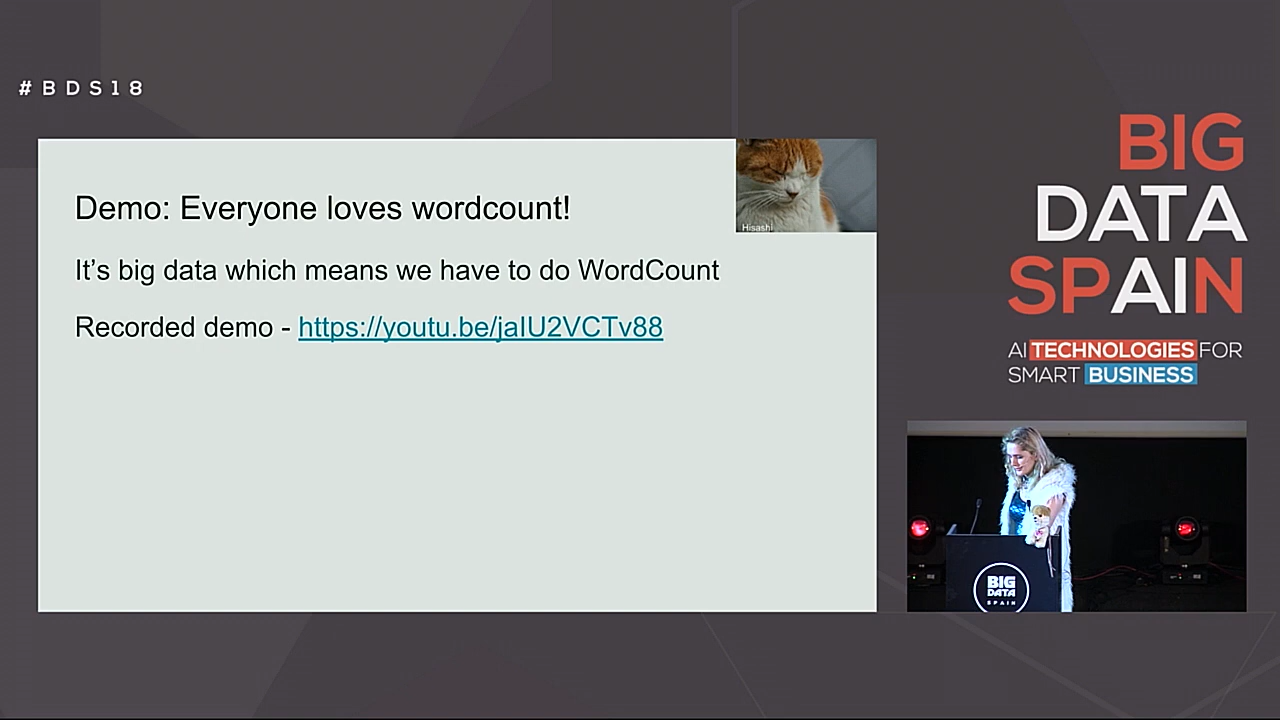 #BDS18
Demo: Everyone loves wordcount!
Hisashi
It’s big data which means we have to do WordCount
Recorded demo - https://youtu.be/jaIU2VCTv88
BIG
DATA
SPAIN
AI TECHNOLOGIES FOR
SMART BUSINESS
BIG
DATA
SPAIN